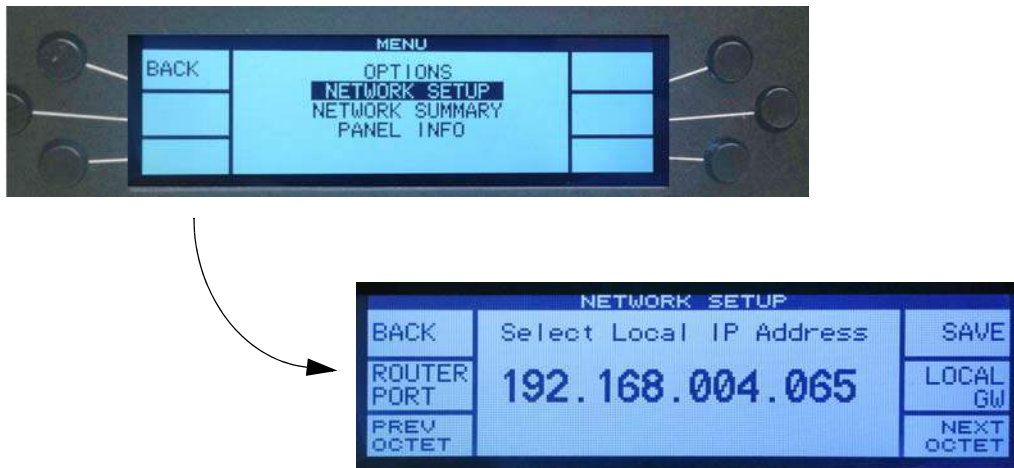 MENU
BACK
OPTIONS
NETWORK SETUP
NETWORK SUMMARY
PANEL INFO
NETWORK SETUP
BACK
Select Local IP Address
SAVE
ROUTER
PORT
192.168.004.065
LOCAL
GW
PREV
OCTET
NEXT
OCTET